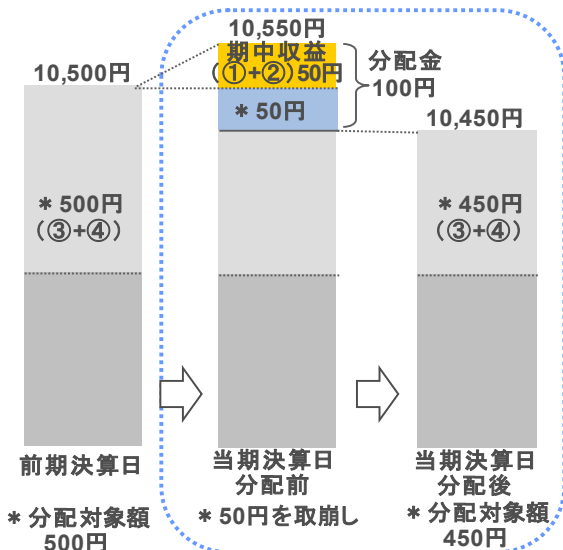 10,500円
＊500円
(③+④)
前期決算日
＊分配対象額
500円
10,550円
期中収益
(①+②)50円
＊50円
分配金
100円
当期決算日
分配前
＊50円を取崩し
10,450円
＊450円
(③+④)
当期決算日
分配後
＊分配対象額
450円